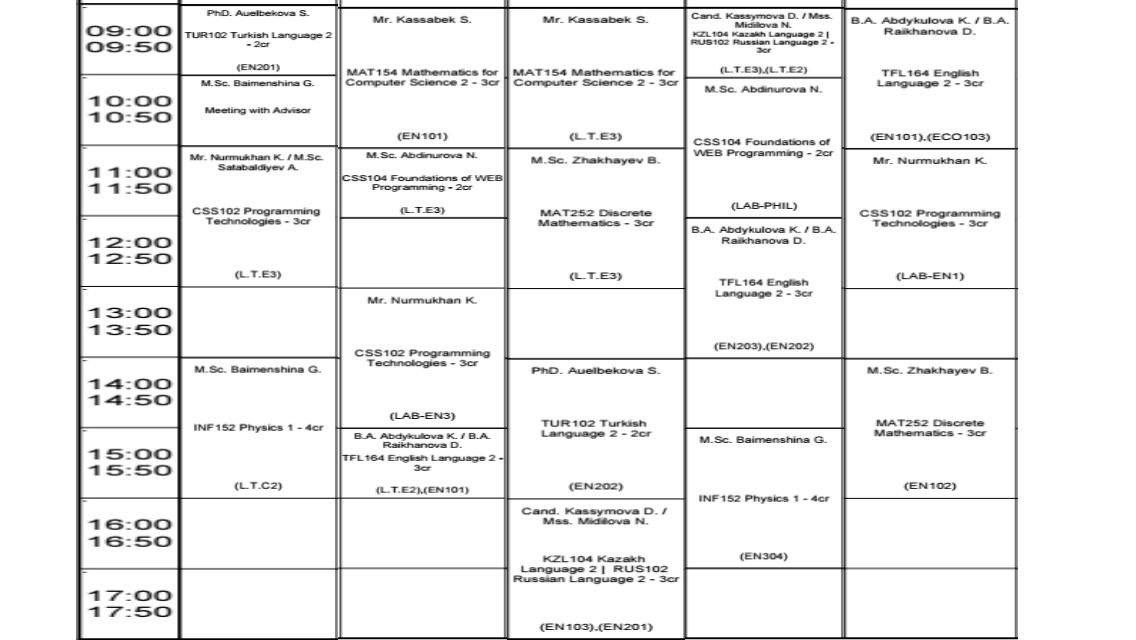 09:00
09:50
PhD. Auelbekova S.
TUR102 Turkish Language 2
- 2cr
(EN201)
Mr. Kassabek S.
MAT154 Mathematics for
Computer Science 2 - 3cr
(EN101)
Mr. Kassabek S.
MAT154 Mathematics for
Computer Science 2 - 3cr
(L.T.E3)
Cand. Kassymova D. / Mss.
Midilova N.
KZL104 Kazakh Language 2 |
RUS102 Russian Language 2 -
3cr
(L.T.E3),(L.T.E2)
B.A. Abdykulova K. / B.A.
Raikhanova D.
TFL164 English
Language 2 - 3cr
(EN101),(ECO103)
10:00
10:50
M.Sc. Baimenshina G.
Meeting with Advisor
M.Sc. Abdinurova N.
CSS104 Foundations of
WEB Programming - 2cr
(LAB-PHIL)
11:00
11:50
Mr. Nurmukhan K. / M.Sc.
Satabaldiyev A.
CSS102 Programming
Technologies - 3cr
(L.T.E3)
M.Sc. Abdinurova N.
CSS104 Foundations of WEB
Programming - 2cr
(L.T.E3)
M.Sc. Zhakhayev B.
MAT252 Discrete
Mathematics - 3cr
(L.T.E3)
Mr. Nurmukhan K.
CSS102 Programming
Technologies - 3cr
(LAB-EN1)
12:00
12:50
B.A. Abdykulova K. / B.A.
Raikhanova D.
TFL164 English
Language 2 - 3cr
(EN203),(EN202)
13:00
13:50
Mr. Nurmukhan K.
CSS102 Programming
Technologies - 3cr
(LAB-EN3)
14:00
14:50
M.Sc. Baimenshina G.
INF152 Physics 1 - 4cr
(L.T.C2)
PhD. Auelbekova S.
TUR102 Turkish
Language 2 - 2cr
(EN202)
M.Sc. Zhakhayev B.
MAT252 Discrete
Mathematics - 3cr
(EN102)
15:00
15:50
B.A. Abdykulova K. / B.A.
Raikhanova D.
TFL164 English Language 2 -
3cr
(L.T.E2),(EN101)
M.Sc. Baimenshina G.
INF152 Physics 1 - 4cr
(EN304)
16:00
16:50
Cand. Kassymova D. /
Mss. Midilova N.
KZL104 Kazakh
Language 2 | RUS102
Russian Language 2 - 3cr
(EN103),(EN201)
17:00
17:50